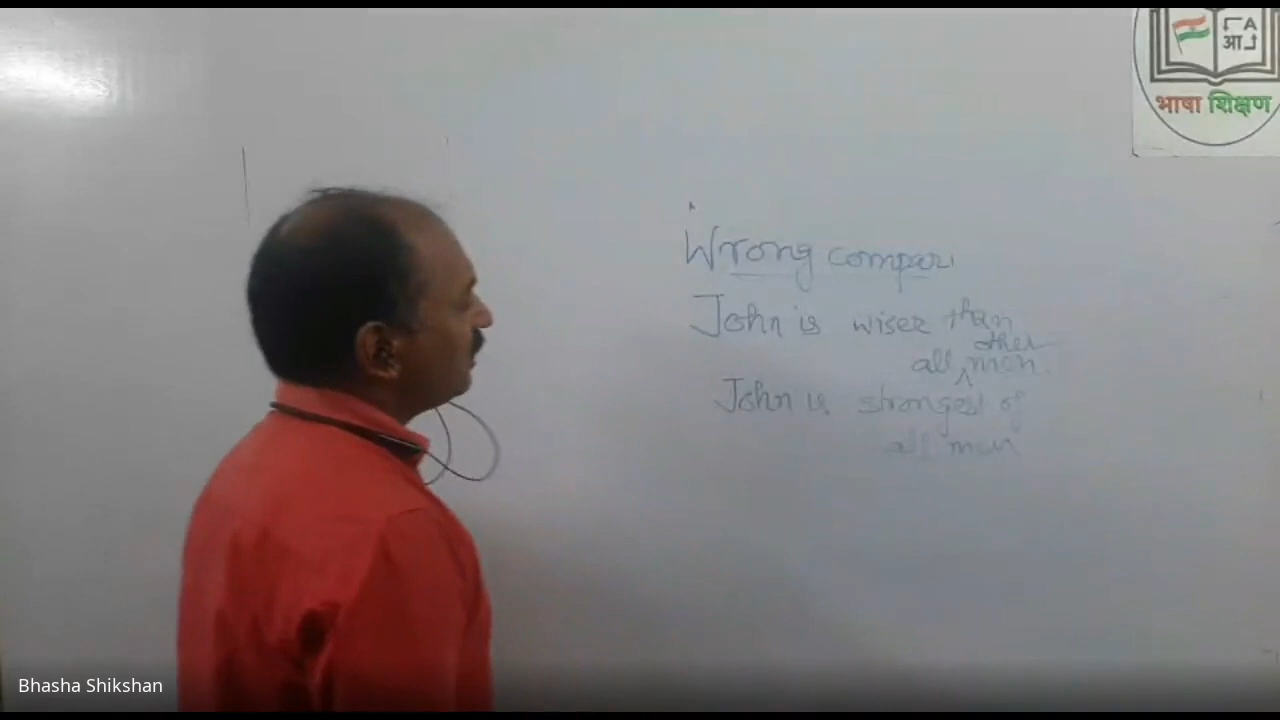 A
आ
भाषा शिक्षण
Wrong compari
John is wiser than
other
all ^ men.
John is strongest of
all men
Bhasha Shikshan